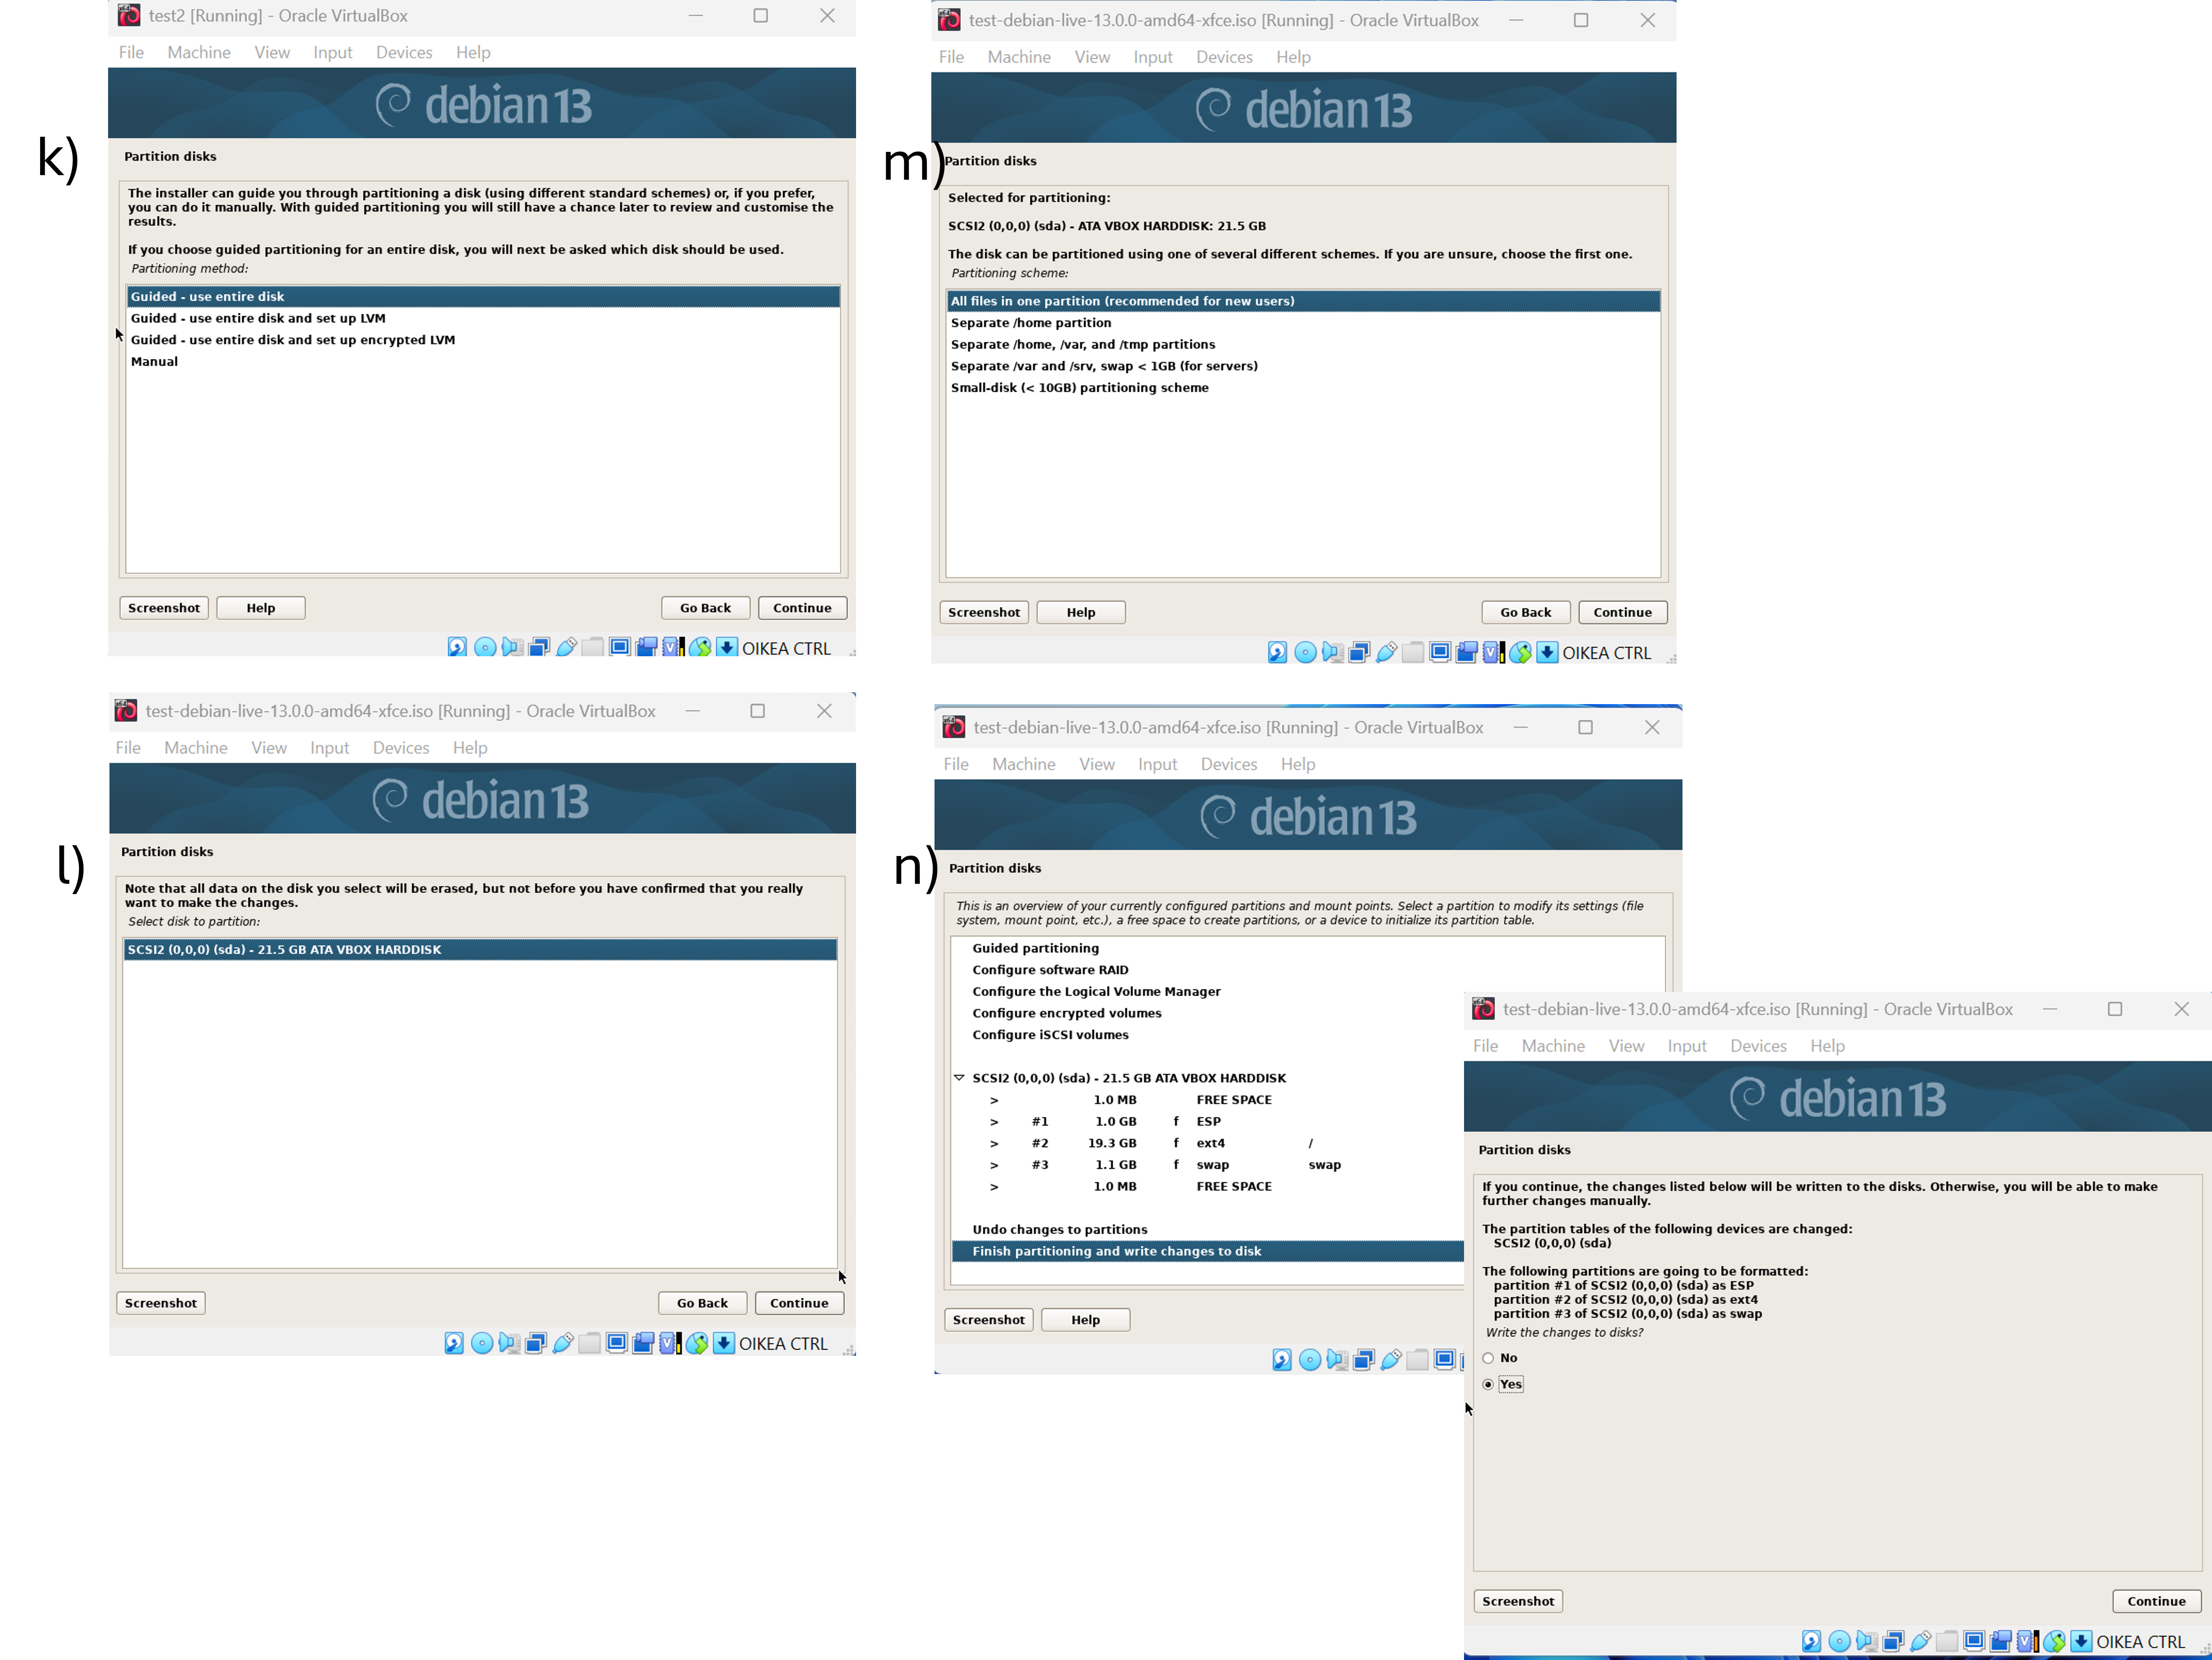 k)
test2 [Running] - Oracle VirtualBox
File Machine View Input Devices Help
debian 13
Partition disks
The installer can guide you through partitioning a disk (using different standard schemes) or, if you prefer,
you can do it manually. With guided partitioning you will still have a chance later to review and customise the
results.
If you choose guided partitioning for an entire disk, you will next be asked which disk should be used.
Partitioning method:
Guided - use entire disk
Guided - use entire disk and set up LVM
Guided - use entire disk and set up encrypted LVM
Manual
Screenshot Help Go Back Continue
OIKEA CTRL
l)
test-debian-live-13.0.0-amd64-xfce.iso [Running] - Oracle VirtualBox
File Machine View Input Devices Help
debian 13
Partition disks
Note that all data on the disk you select will be erased, but not before you have confirmed that you really
want to make the changes.
Select disk to partition:
SCSI2 (0,0,0) (sda) - 21.5 GB ATA VBOX HARDDISK
Screenshot Go Back Continue
OIKEA CTRL
m)
test-debian-live-13.0.0-amd64-xfce.iso [Running] - Oracle VirtualBox
File Machine View Input Devices Help
debian 13
Partition disks
Selected for partitioning:
SCSI2 (0,0,0) (sda) - ATA VBOX HARDDISK: 21.5 GB
The disk can be partitioned using one of several different schemes. If you are unsure, choose the first one.
Partitioning scheme:
All files in one partition (recommended for new users)
Separate /home partition
Separate /home, /var, and /tmp partitions
Separate /var and /srv, swap < 1GB (for servers)
Small-disk (< 10GB) partitioning scheme
Screenshot Help Go Back Continue
OIKEA CTRL
n)
test-debian-live-13.0.0-amd64-xfce.iso [Running] - Oracle VirtualBox
File Machine View Input Devices Help
debian 13
Partition disks
This is an overview of your currently configured partitions and mount points. Select a partition to modify its settings (file
system, mount point, etc.), a free space to create partitions, or a device to initialize its partition table.
Guided partitioning
Configure software RAID
Configure the Logical Volume Manager
Configure encrypted volumes
Configure iSCSI volumes
SCSI2 (0,0,0) (sda) - 21.5 GB ATA VBOX HARDDISK
> 1.0 MB FREE SPACE
> #1 1.0 GB f ESP
> #2 19.3 GB f ext4 /
> #3 1.1 GB f swap swap
> 1.0 MB FREE SPACE
Undo changes to partitions
Finish partitioning and write changes to disk
Screenshot Help
test-debian-live-13.0.0-amd64-xfce.iso [Running] - Oracle VirtualBox
File Machine View Input Devices Help
debian 13
Partition disks
If you continue, the changes listed below will be written to the disks. Otherwise, you will be able to make
further changes manually.
The partition tables of the following devices are changed:
SCSI2 (0,0,0) (sda)
The following partitions are going to be formatted:
partition #1 of SCSI2 (0,0,0) (sda) as ESP
partition #2 of SCSI2 (0,0,0) (sda) as ext4
partition #3 of SCSI2 (0,0,0) (sda) as swap
Write the changes to disks?
No
Yes
Screenshot Continue
OIKEA CTRL